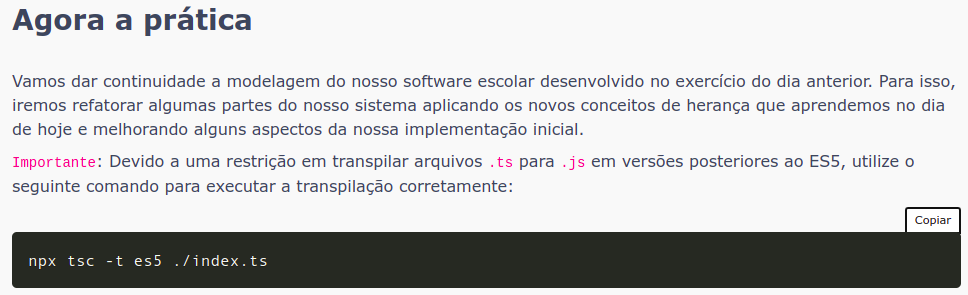 Agora a prática
Vamos dar continuidade a modelagem do nosso software escolar desenvolvido no exercício do dia anterior. Para isso,
iremos refatorar algumas partes do nosso sistema aplicando os novos conceitos de herança que aprendemos no dia
de hoje e melhorando alguns aspectos da nossa implementação inicial.
Importante: Devido a uma restrição em transpilar arquivos .ts para .js em versões posteriores ao ES5, utilize o
seguinte comando para executar a transpilação corretamente:
Copiar
npx tsc -t es5 ./index.ts